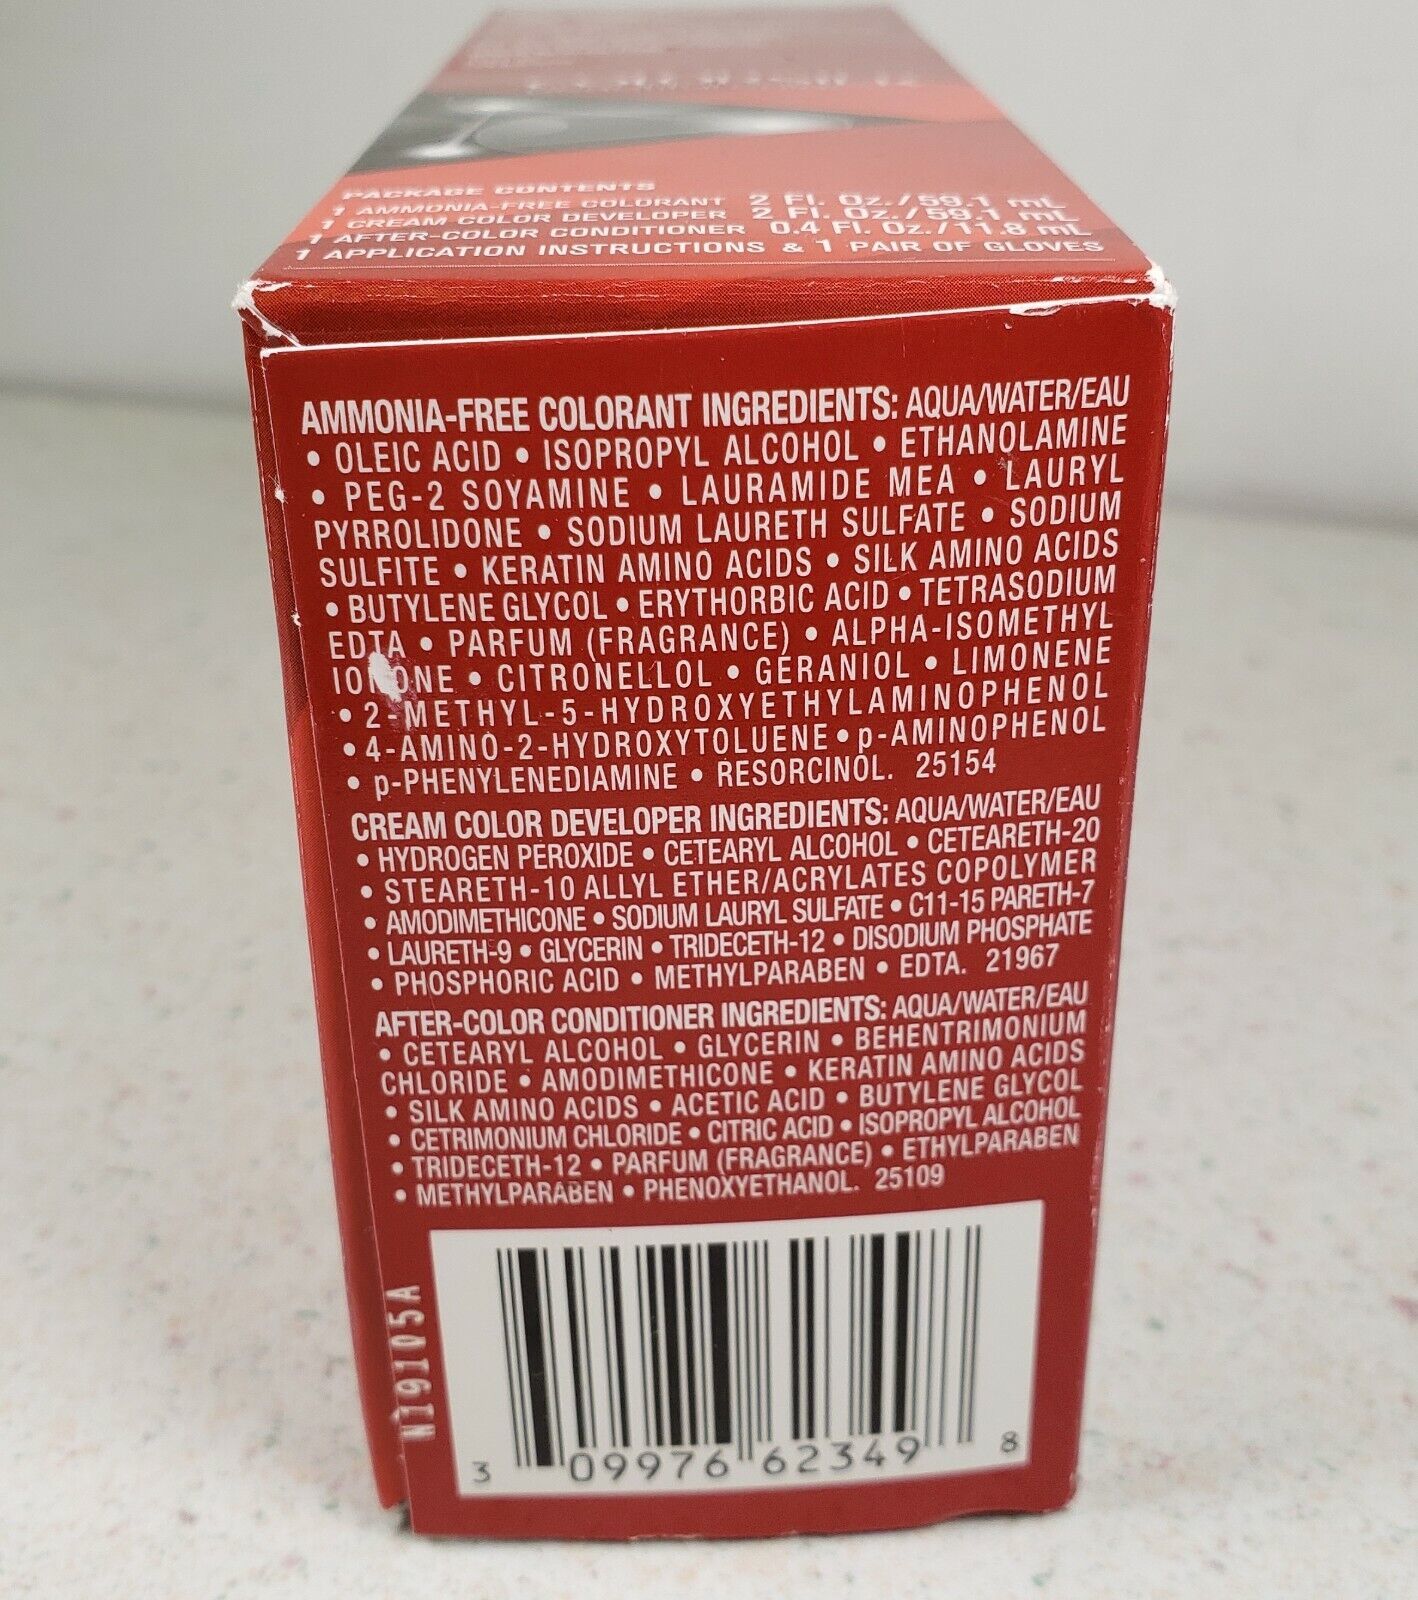 PACKAGE CONTENTS
1 AMMONIA-FREE COLORANT 2 Fl. Oz./59.1 mL
1 CREAM COLOR DEVELOPER 2 Fl. Oz./59.1 mL
1 AFTER-COLOR CONDITIONER 0.4 Fl. Oz./11.8 mL
1 APPLICATION INSTRUCTIONS & 1 PAIR OF GLOVES
AMMONIA-FREE COLORANT INGREDIENTS: AQUA/WATER/EAU
• OLEIC ACID • ISOPROPYL ALCOHOL • ETHANOLAMINE
• PEG-2 SOYAMINE • LAURAMIDE MEA • LAURYL
PYRROLIDONE • SODIUM LAURETH SULFATE • SODIUM
SULFITE • KERATIN AMINO ACIDS • SILK AMINO ACIDS
• BUTYLENE GLYCOL • ERYTHORBIC ACID • TETRASODIUM
EDTA • PARFUM (FRAGRANCE) • ALPHA-ISOMETHYL
IONONE • CITRONELLOL • GERANIOL • LIMONENE
• 2-METHYL-5-HYDROXYETHYLAMINOPHENOL
• 4-AMINO-2-HYDROXYTOLUENE • p-AMINOPHENOL
• p-PHENYLENEDIAMINE • RESORCINOL. 25154
CREAM COLOR DEVELOPER INGREDIENTS: AQUA/WATER/EAU
• HYDROGEN PEROXIDE • CETEARYL ALCOHOL • CETEARETH-20
• STEARETH-10 ALLYL ETHER/ACRYLATES COPOLYMER
• AMODIMETHICONE • SODIUM LAURYL SULFATE • C11-15 PARETH-7
• LAURETH-9 • GLYCERIN • TRIDECETH-12 • DISODIUM PHOSPHATE
• PHOSPHORIC ACID • METHYLPARABEN • EDTA. 21967
AFTER-COLOR CONDITIONER INGREDIENTS: AQUA/WATER/EAU
• CETEARYL ALCOHOL • GLYCERIN • BEHENTRIMONIUM
CHLORIDE • AMODIMETHICONE • KERATIN AMINO ACIDS
• SILK AMINO ACIDS • ACETIC ACID • BUTYLENE GLYCOL
• CETRIMONIUM CHLORIDE • CITRIC ACID • ISOPROPYL ALCOHOL
• TRIDECETH-12 • PARFUM (FRAGRANCE) • ETHYLPARABEN
• METHYLPARABEN • PHENOXYETHANOL. 25109
N19105A
3 09976 62349 8